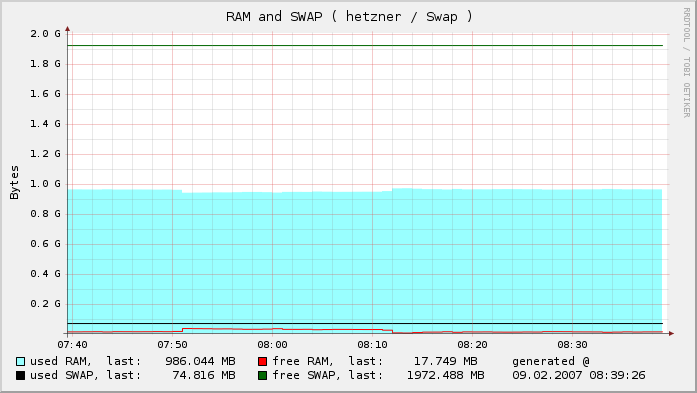 RAM and SWAP ( hetzner / Swap )
RRDTOOL / TOBI OETIKER
Bytes
2.0 G
1.8 G
1.6 G
1.4 G
1.2 G
1.0 G
0.8 G
0.6 G
0.4 G
0.2 G
07:40 07:50 08:00 08:10 08:20 08:30
used RAM, last: 986.044 MB free RAM, last: 17.749 MB generated @
used SWAP, last: 74.816 MB free SWAP, last: 1972.488 MB 09.02.2007 08:39:26